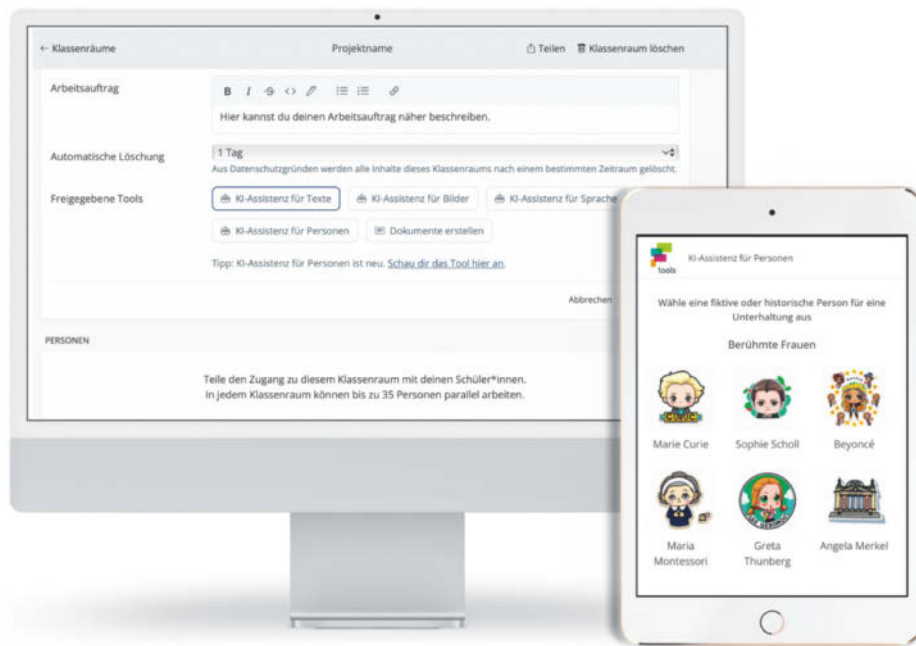 ← Klassenräume
Projektname
Teilen
Klassenraum löschen
Arbeitsauftrag
B I S <>
Hier kannst du deinen Arbeitsauftrag näher beschreiben.
Automatische Löschung
1 Tag
Aus Datenschutzgründen werden alle Inhalte dieses Klassenraums nach einem bestimmten Zeitraum gelöscht.
Freigegebene Tools
KI-Assistenz für Texte
KI-Assistenz für Bilder
KI-Assistenz für Sprache
KI-Assistenz für Personen
Dokumente erstellen
Tipp: KI-Assistenz für Personen ist neu. Schau dir das Tool hier an.
Abbrechen
PERSONEN
Teile den Zugang zu diesem Klassenraum mit deinen Schüler*innen.
In jedem Klassenraum können bis zu 35 Personen parallel arbeiten.
tools
KI-Assistenz für Personen
Wähle eine fiktive oder historische Person für eine
Unterhaltung aus
Berühmte Frauen
Marie Curie
Sophie Scholl
Beyoncé
Maria
Montessori
Greta
Thunberg
Angela Merkel